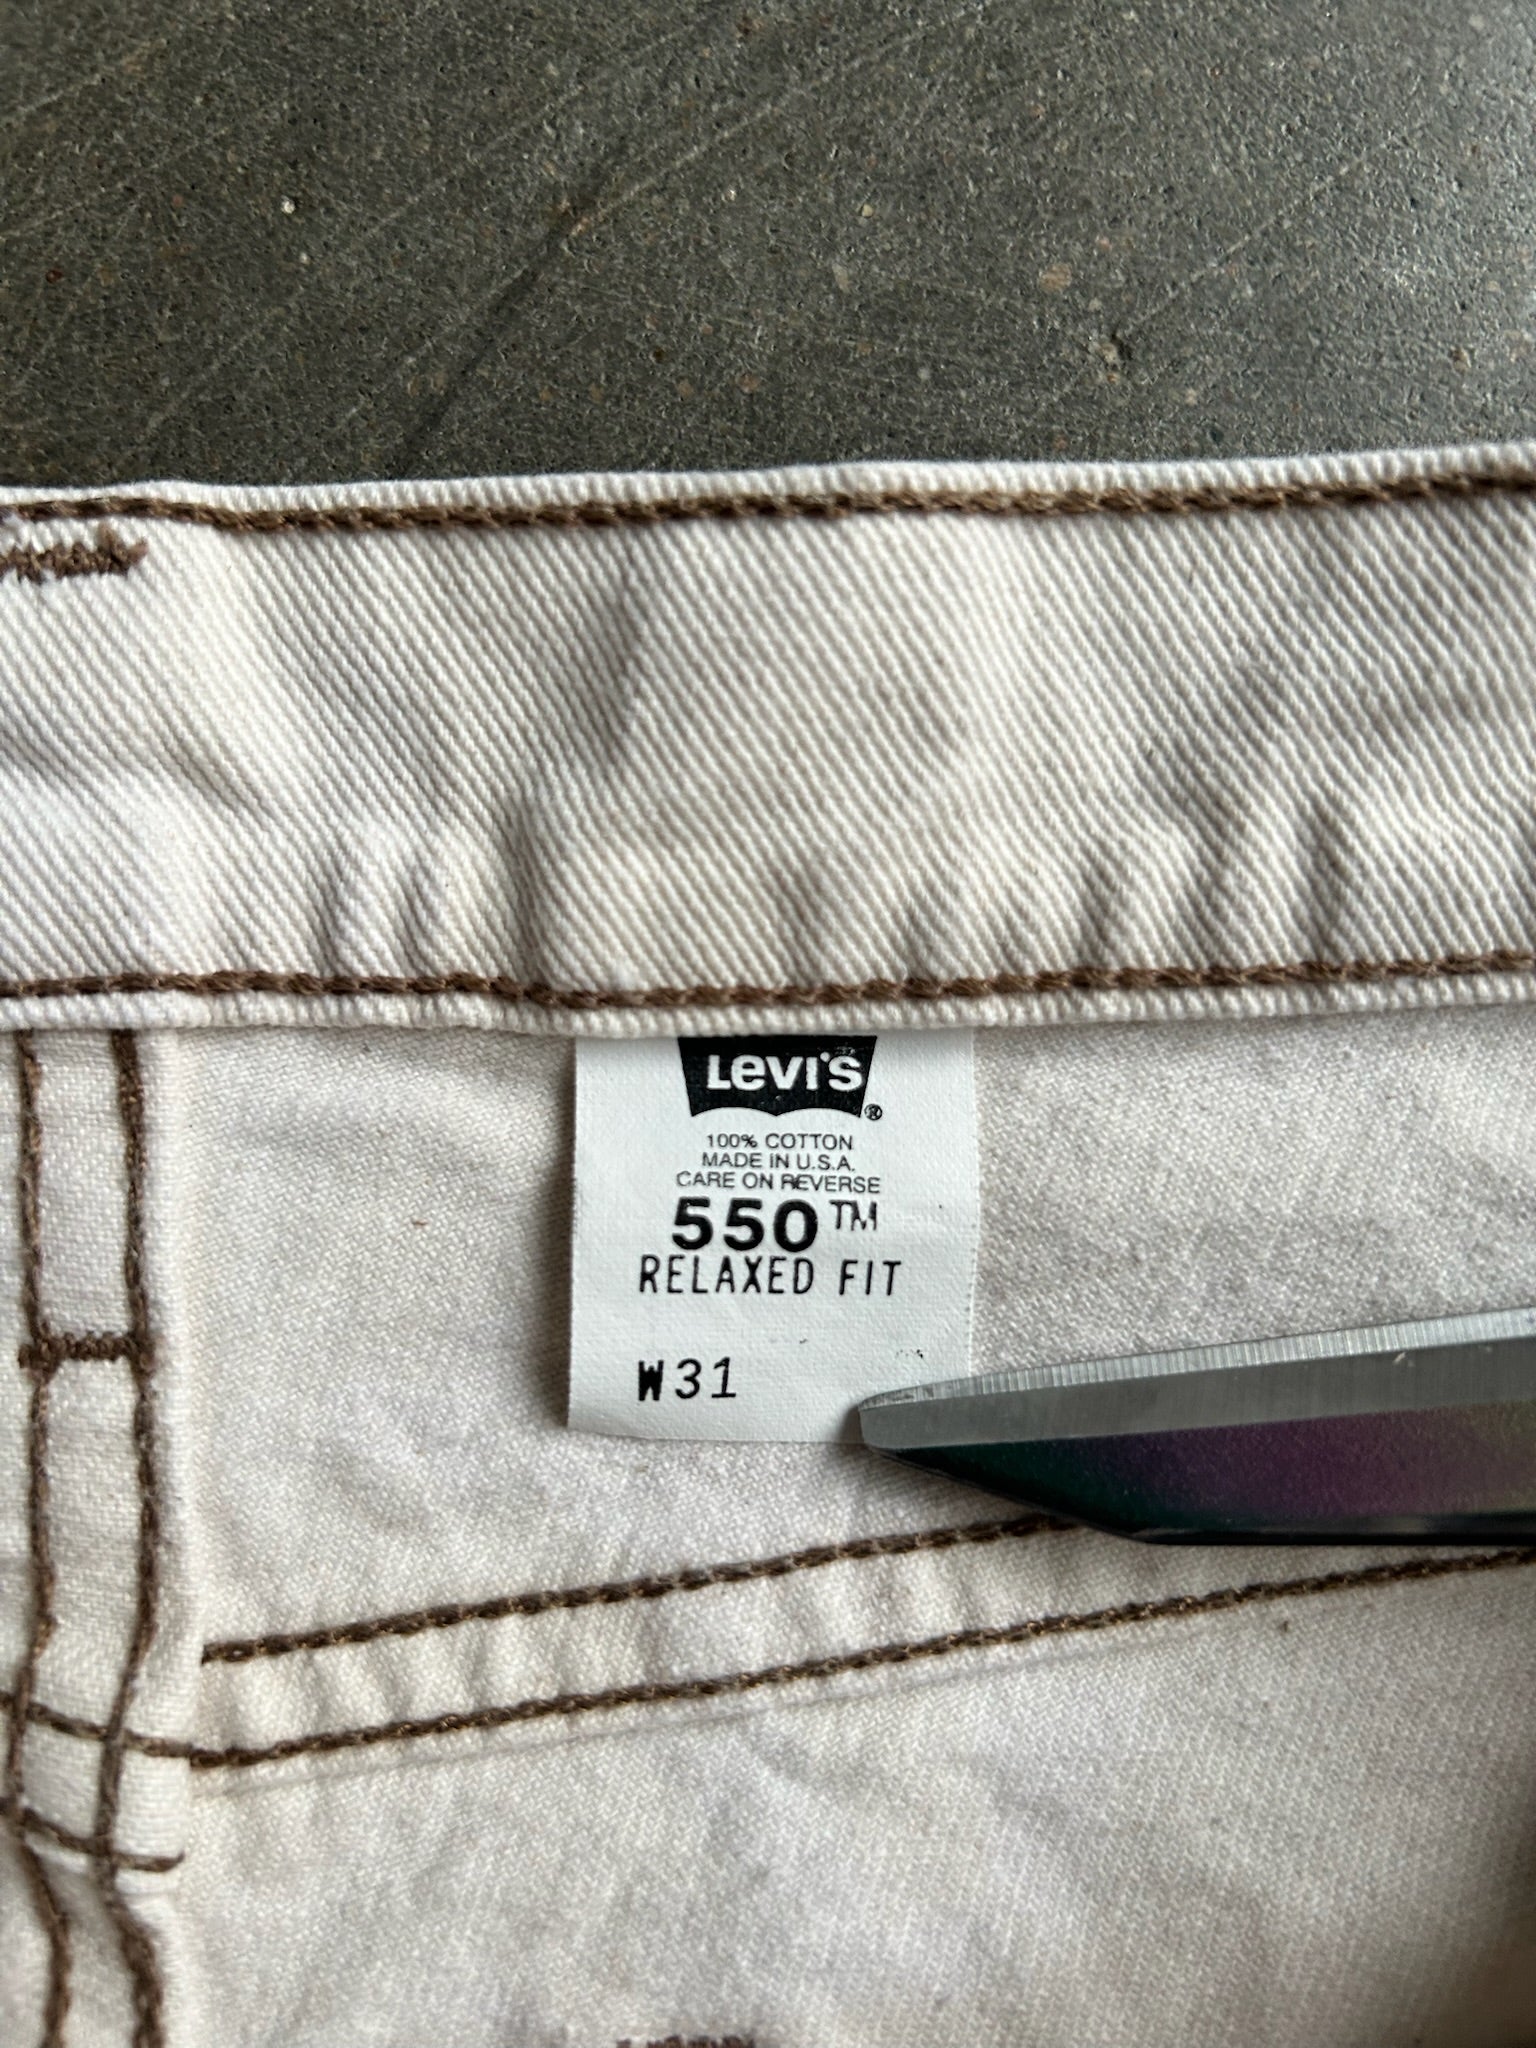 Levi's®
100% COTTON
MADE IN U.S.A.
CARE ON REVERSE
550™
RELAXED FIT
W31